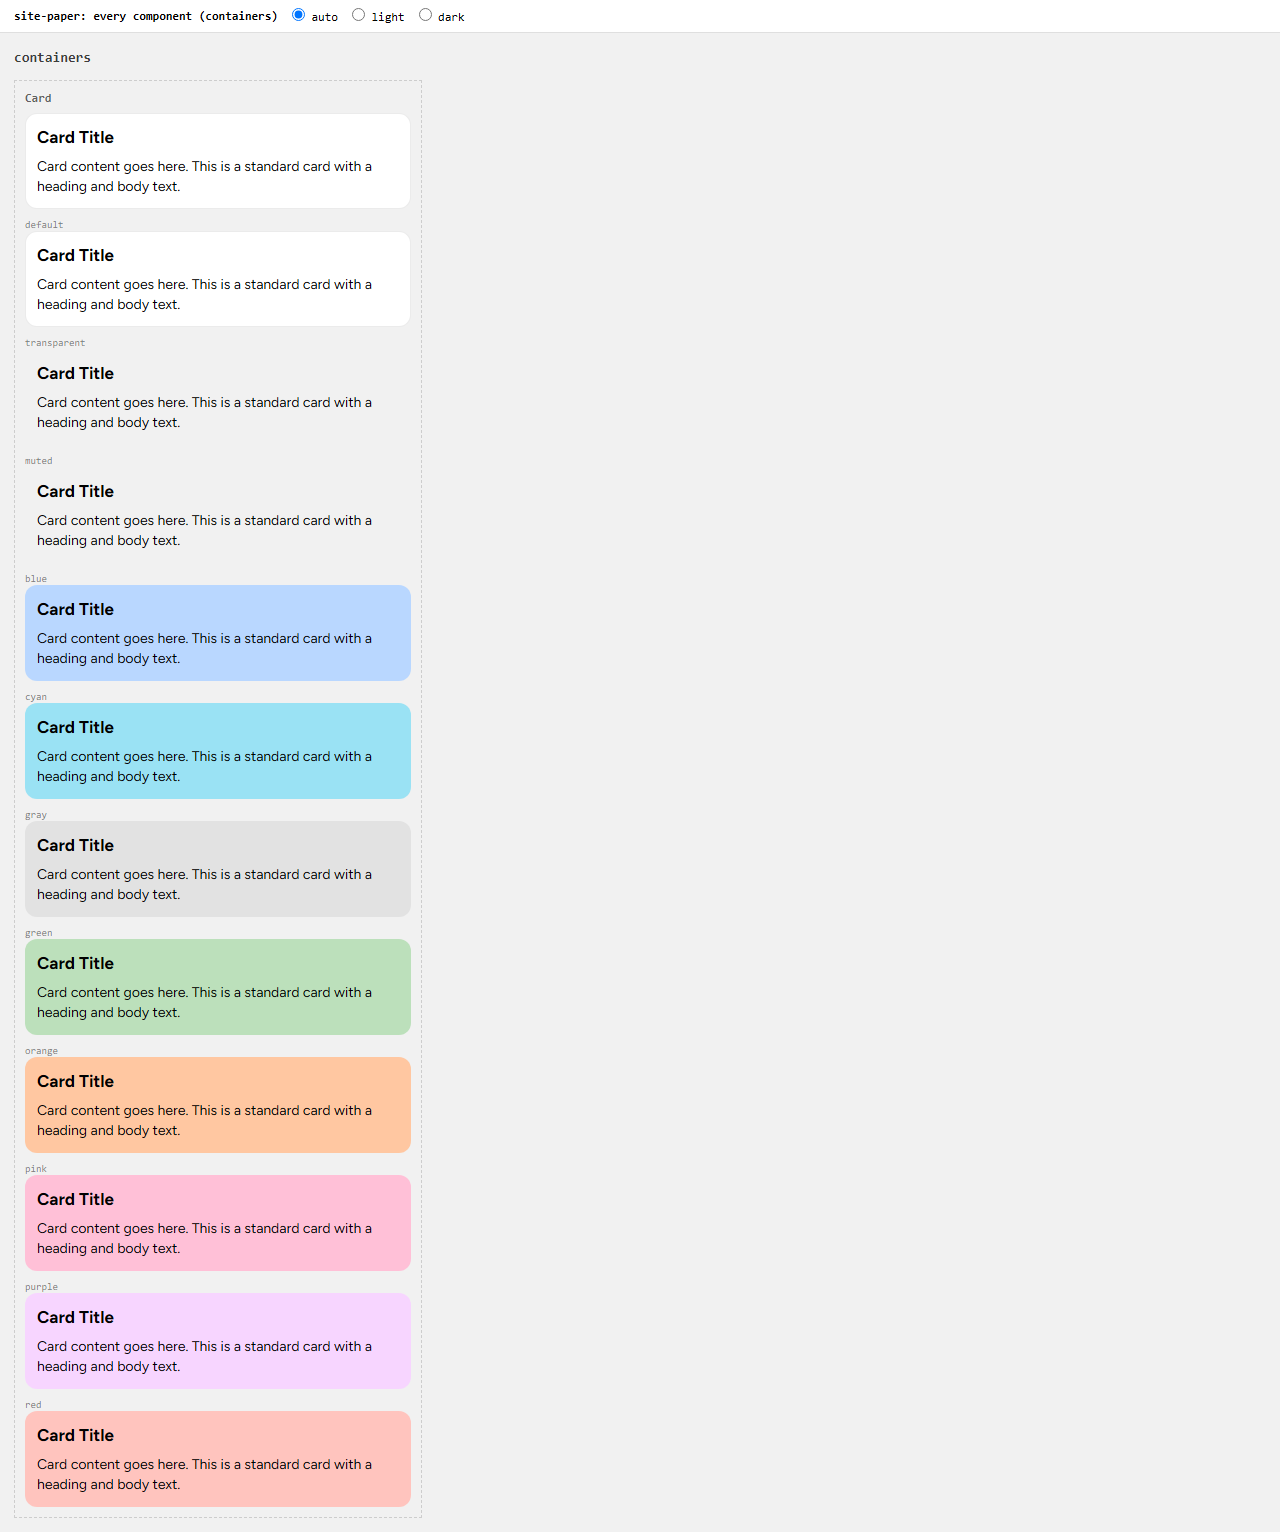 site-paper: every component (containers) auto light dark
containers
Card
Card Title
Card content goes here. This is a standard card with a
heading and body text.
default
Card Title
Card content goes here. This is a standard card with a
heading and body text.
transparent
Card Title
Card content goes here. This is a standard card with a
heading and body text.
muted
Card Title
Card content goes here. This is a standard card with a
heading and body text.
blue
Card Title
Card content goes here. This is a standard card with a
heading and body text.
cyan
Card Title
Card content goes here. This is a standard card with a
heading and body text.
gray
Card Title
Card content goes here. This is a standard card with a
heading and body text.
green
Card Title
Card content goes here. This is a standard card with a
heading and body text.
orange
Card Title
Card content goes here. This is a standard card with a
heading and body text.
pink
Card Title
Card content goes here. This is a standard card with a
heading and body text.
purple
Card Title
Card content goes here. This is a standard card with a
heading and body text.
red
Card Title
Card content goes here. This is a standard card with a
heading and body text.